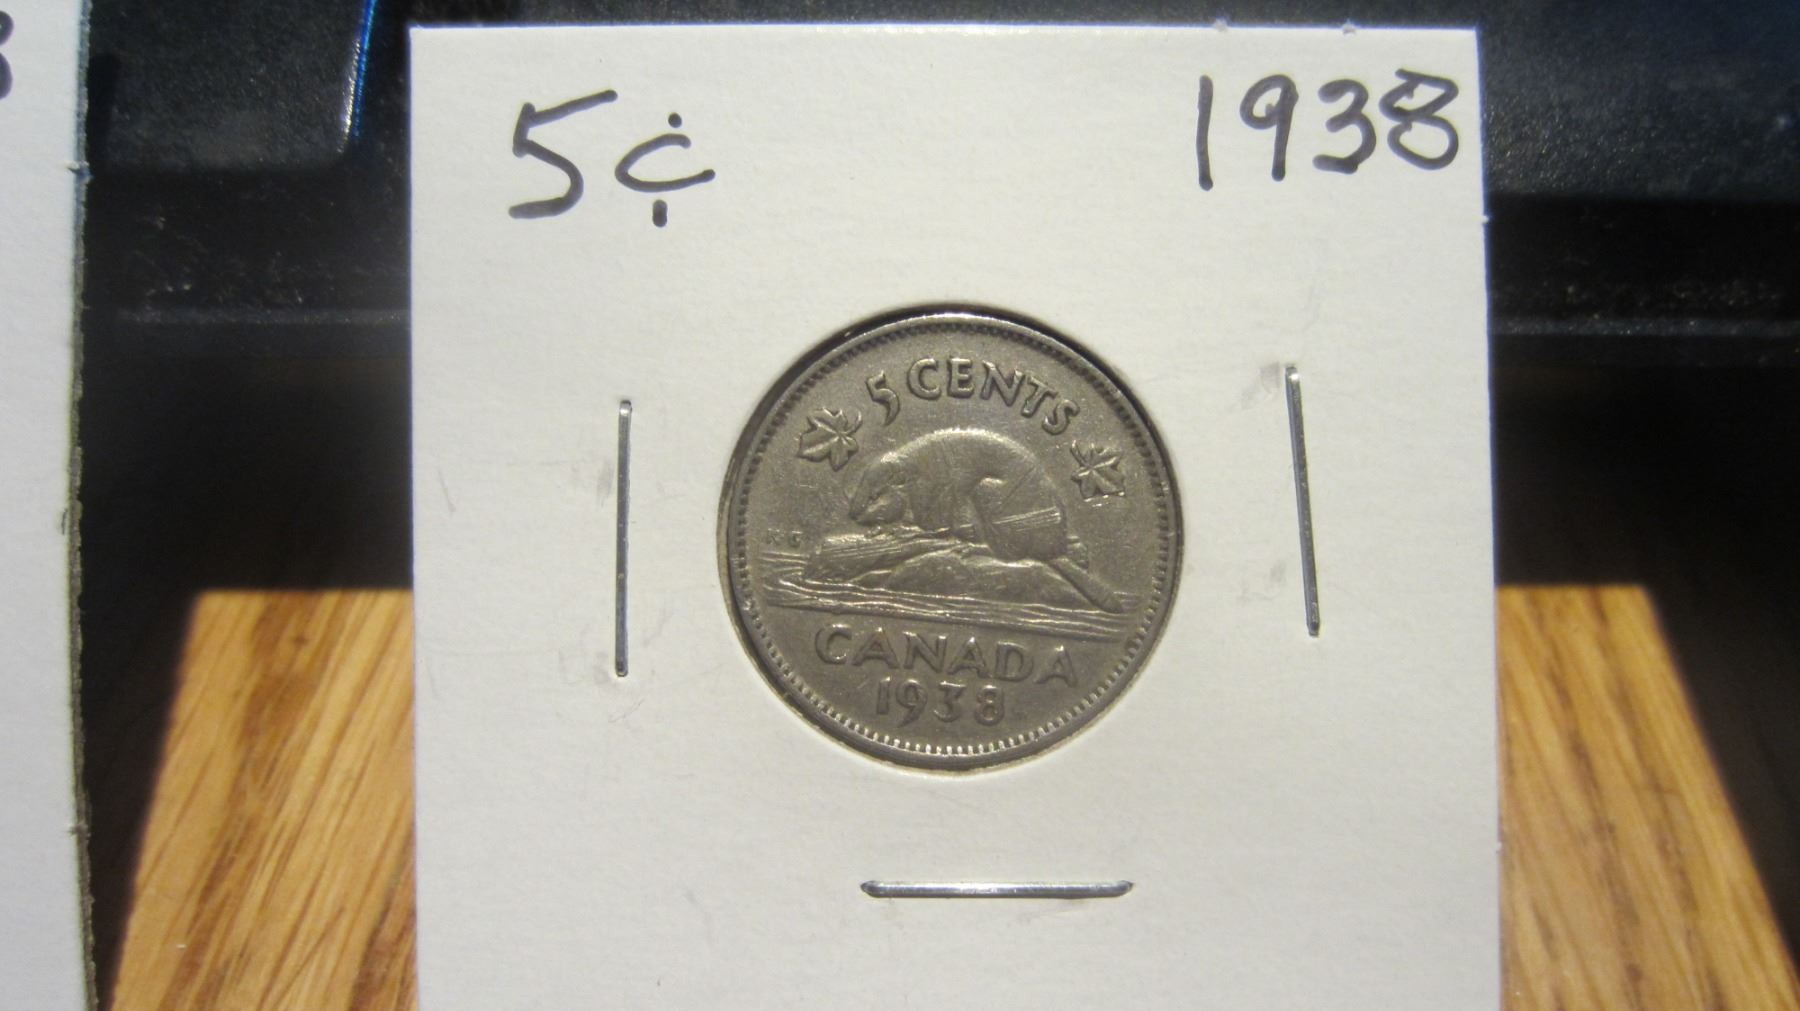 5¢ 1938
5 CENTS
KG
CANADA
1938